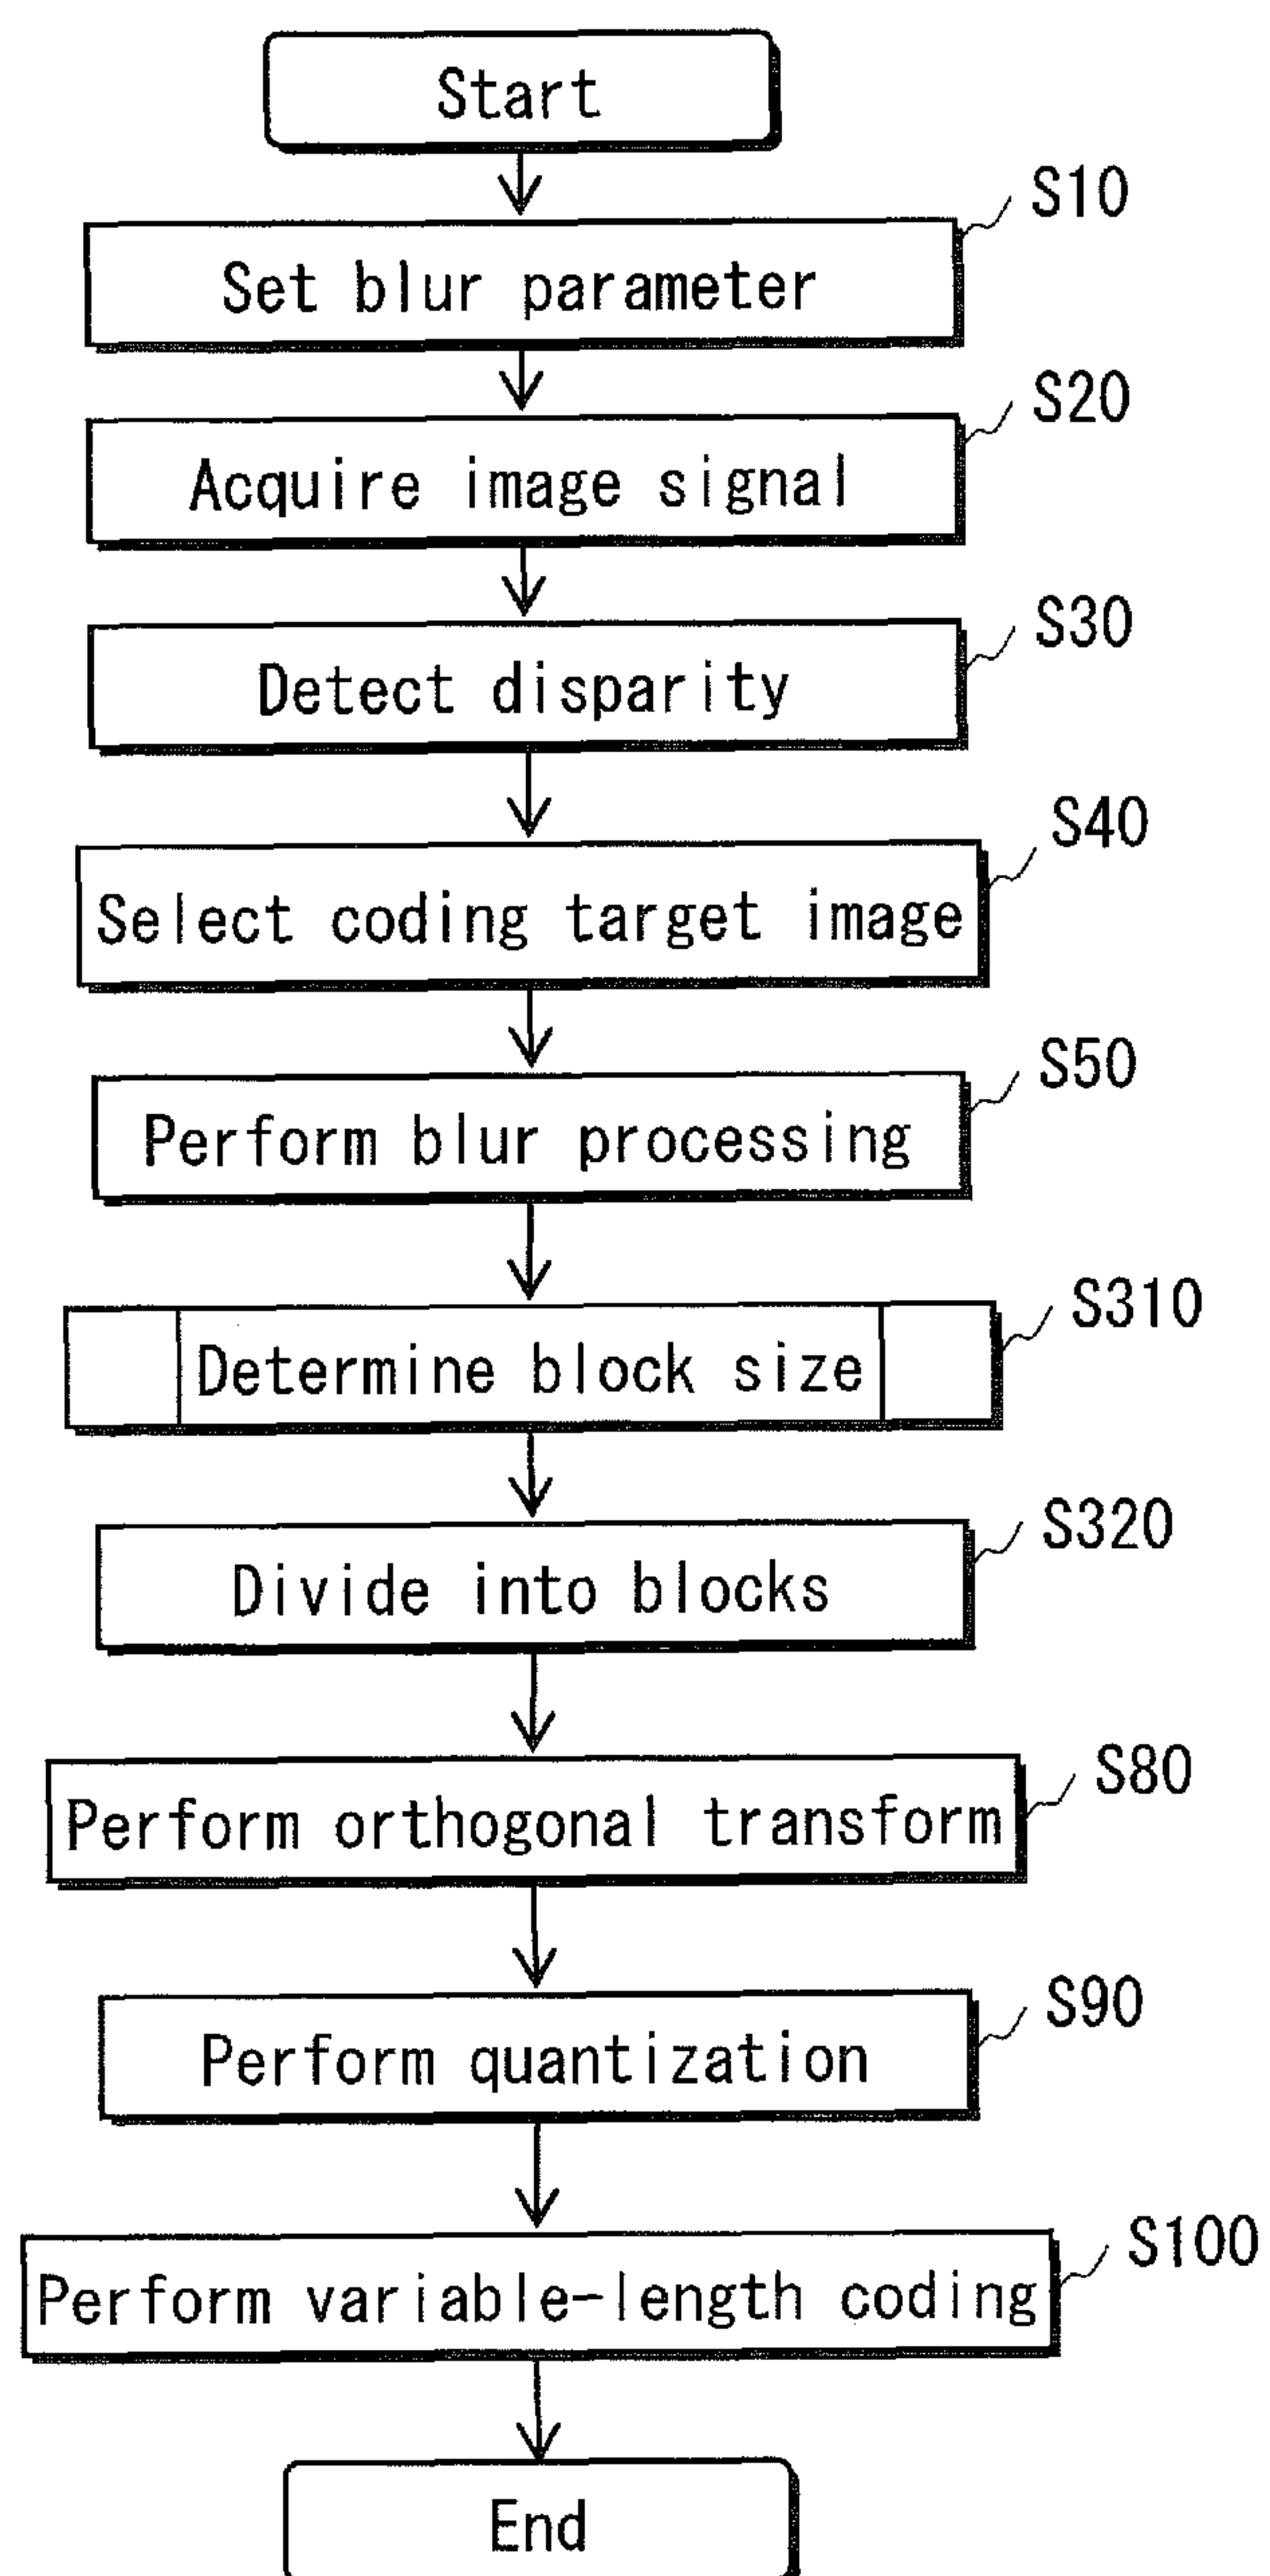 Start
S10
Set blur parameter
S20
Acquire image signal
S30
Detect disparity
S40
Select coding target image
S50
Perform blur processing
S310
Determine block size
S320
Divide into blocks
S80
Perform orthogonal transform
S90
Perform quantization
S100
Perform variable-length coding
End